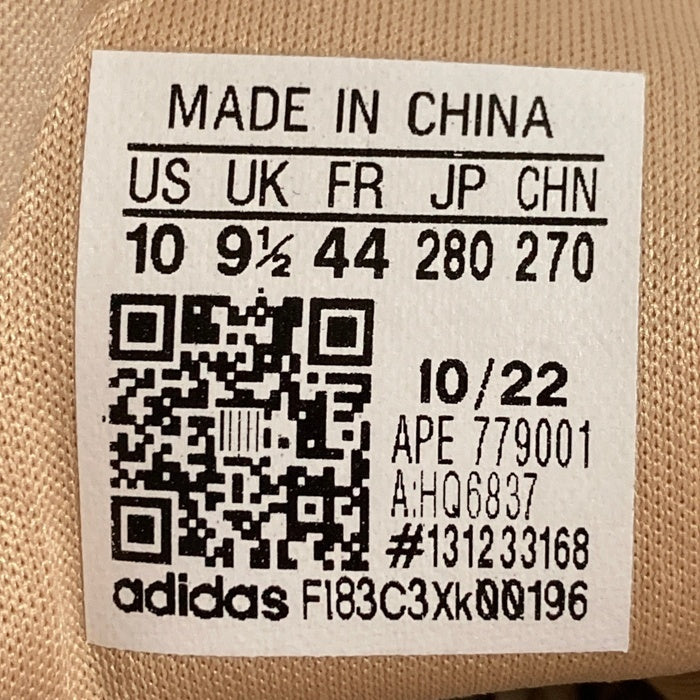 MADE IN CHINA
US UK FR JP CHN
10 9½ 44 280 270
10/22
APE 779001
A:HQ6837
#131233168
adidas Fl83C3Xk00196